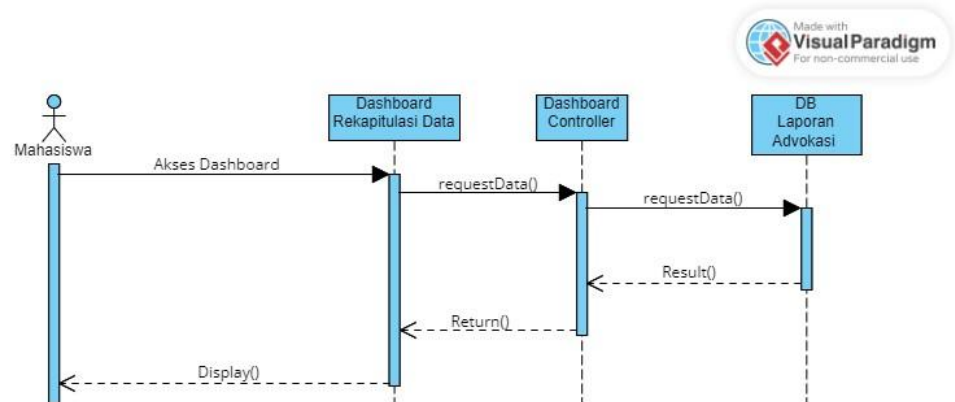 Made with
Visual Paradigm
For non-commercial use
Mahasiswa
Dashboard
Rekapitulasi Data
Dashboard
Controller
DB
Laporan
Advokasi
Akses Dashboard
requestData()
requestData()
Result()
Return()
Display()